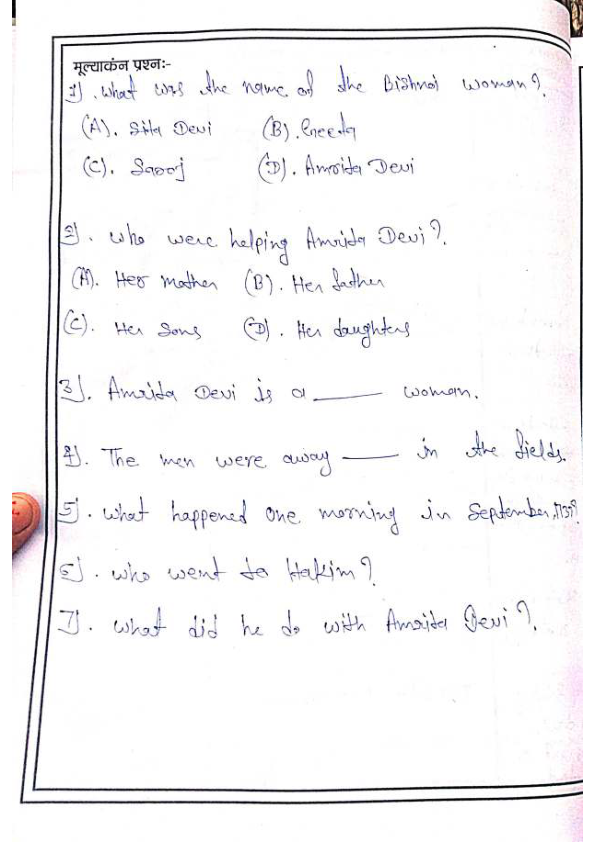 मूल्याकंन प्रश्नः-
1). What was the name of the Bishnoi woman?
(A). Sita Devi (B). Geeta
(C). Saroj (D). Amrita Devi
2). Who were helping Amrita Devi?.
(A). Her mother (B). Her father
(C). Her Sons (D). Her daughters
3). Amrita Devi is a ____ woman.
4). The men were away ____ in the fields.
5). What happened one morning in September, 1730?
6). who went to Hakim?
7). What did he do with Amrita Devi?.